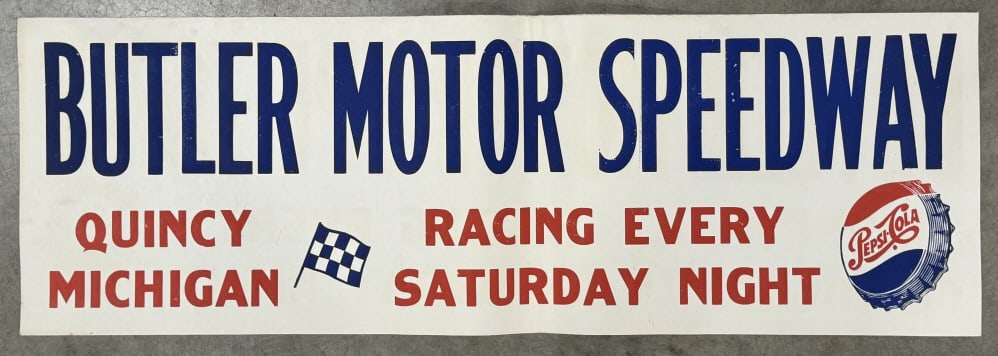 BUTLER MOTOR SPEEDWAY
QUINCY
MICHIGAN
RACING EVERY
SATURDAY NIGHT
PEPSI-COLA